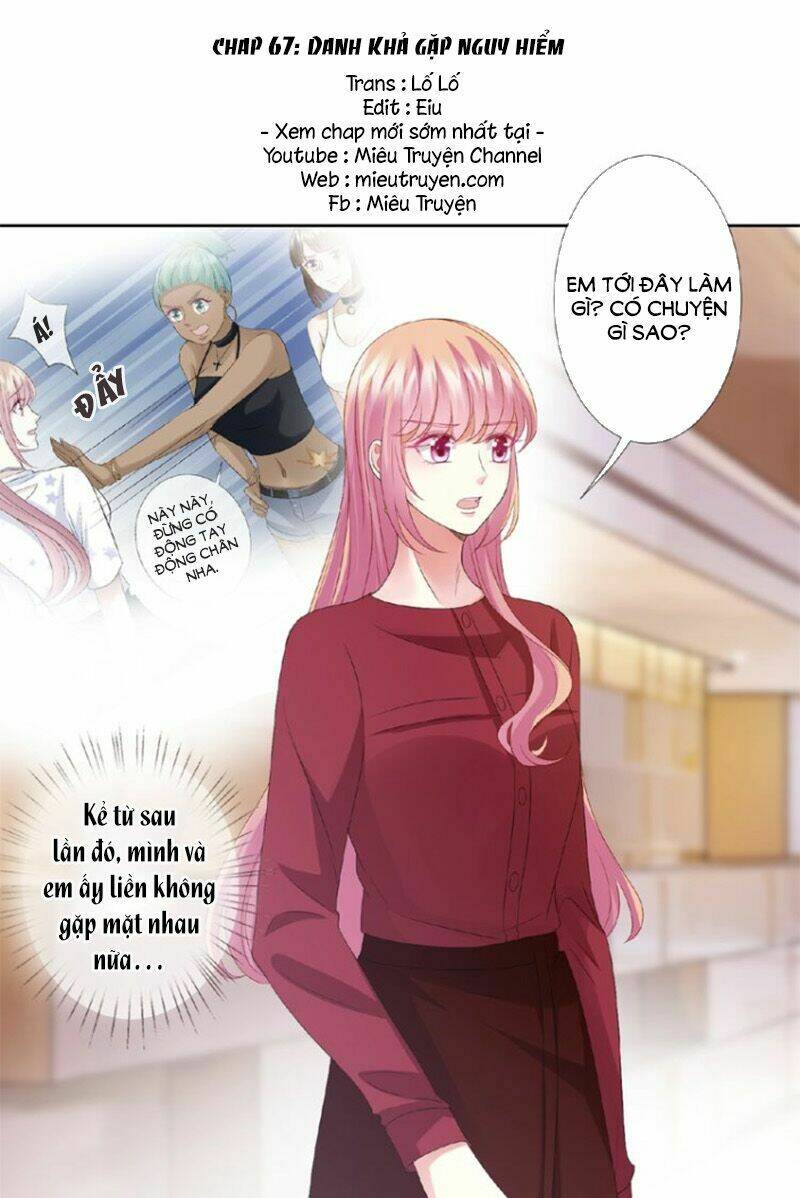 CHAP 67: DANH KHẢ GẶP NGUY HIỂM
Trans : Lố Lố
Edit : Eiu
- Xem chap mới sớm nhất tại -
Youtube : Miêu Truyện Channel
Web : mieutruyen.com
Fb : Miêu Truyện
EM TỚI ĐÂY LÀM
GÌ? CÓ CHUYỆN
GÌ SAO?
Á!
ĐẨY
NÀY NÀY,
ĐỪNG CÓ
ĐỘNG TAY
ĐỘNG CHÂN
NHA.
Kể từ sau
lần đó, mình và
em ấy liền không
gặp mặt nhau
nữa...